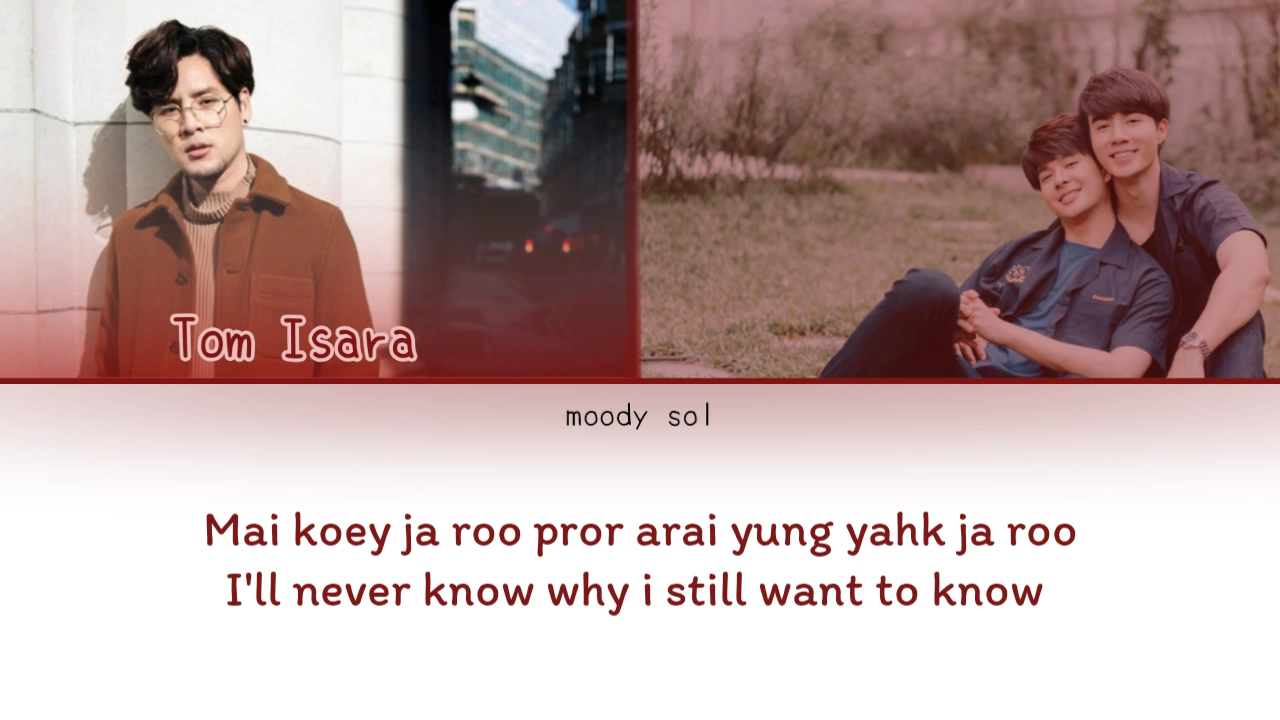 Tom Isara
moody sol
Mai koey ja roo pror arai yung yahk ja roo
I'll never know why i still want to know